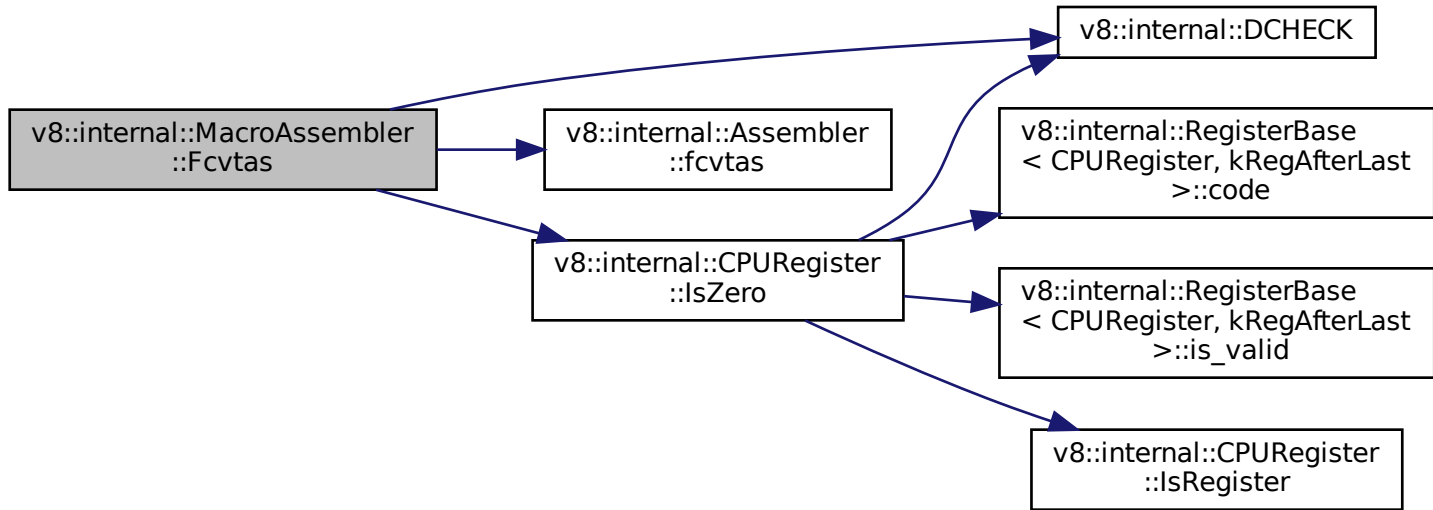 v8::internal::MacroAssembler
::Fcvtas
v8::internal::DCHECK
v8::internal::Assembler
::fcvtas
v8::internal::CPURegister
::IsZero
v8::internal::RegisterBase
< CPURegister, kRegAfterLast
>::code
v8::internal::RegisterBase
< CPURegister, kRegAfterLast
>::is_valid
v8::internal::CPURegister
::IsRegister